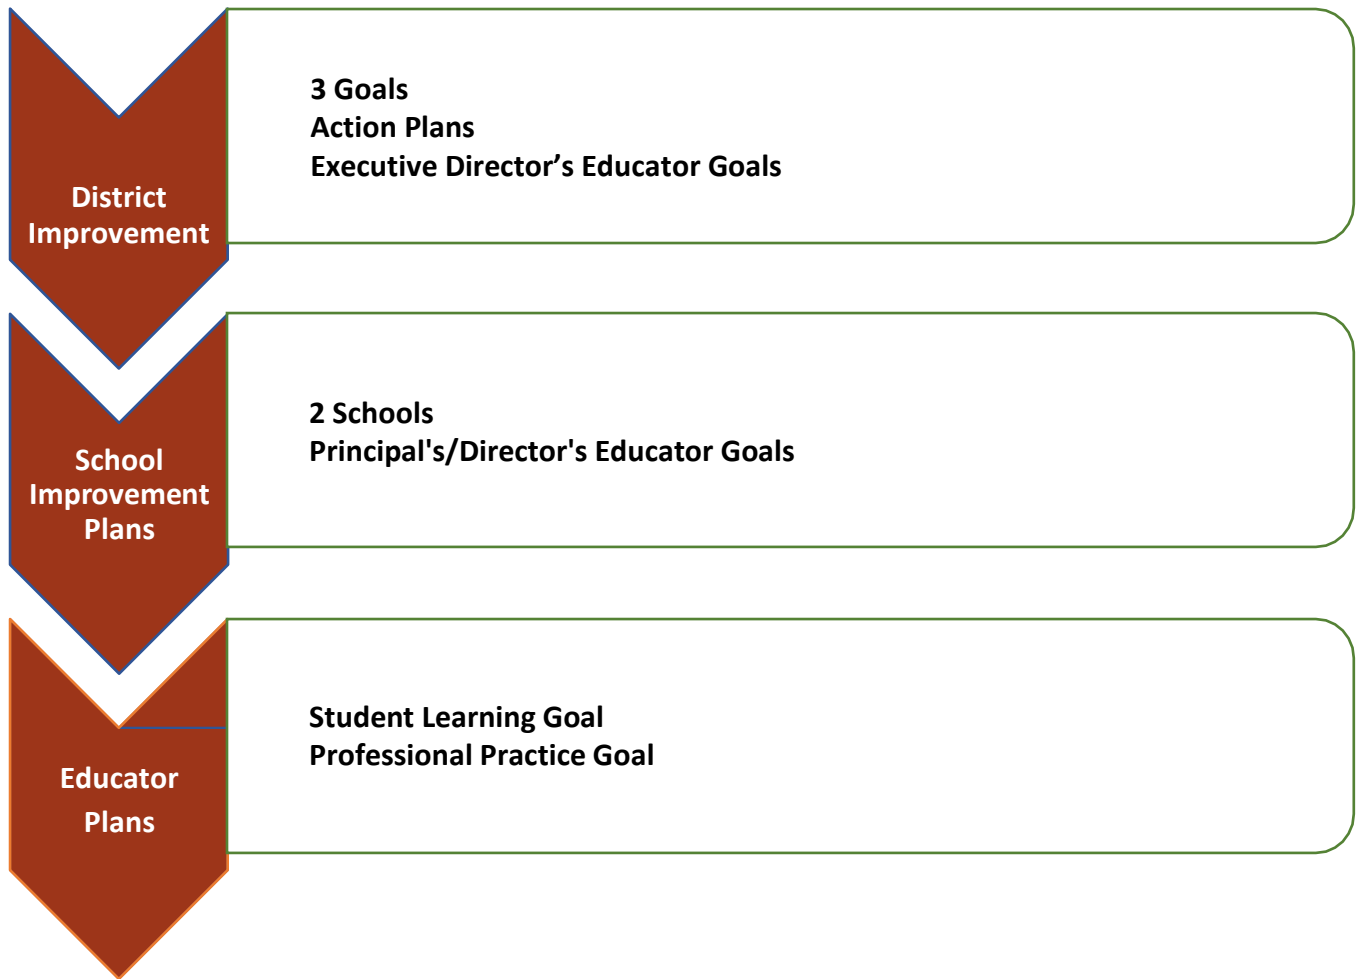 District
Improvement
3 Goals
Action Plans
Executive Director’s Educator Goals
School
Improvement
Plans
2 Schools
Principal's/Director's Educator Goals
Educator
Plans
Student Learning Goal
Professional Practice Goal